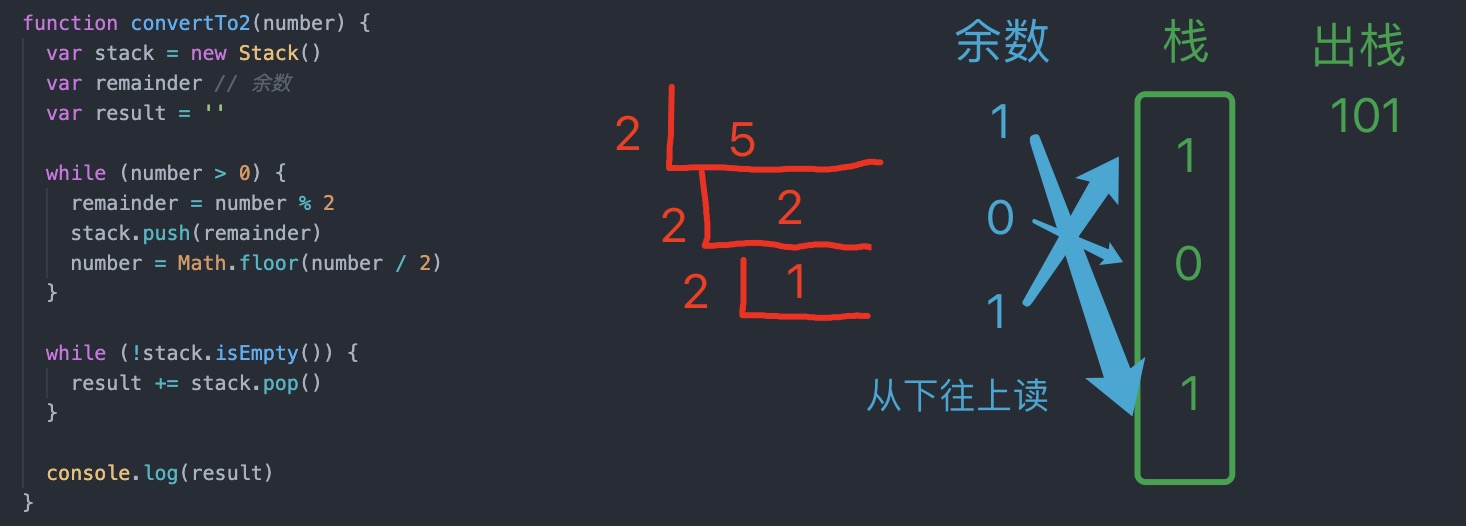 function convertTo2(number) {
var stack = new Stack()
var remainder // 余数
var result = ''
while (number > 0) {
remainder = number % 2
stack.push(remainder)
number = Math.floor(number / 2)
}
while (!stack.isEmpty()) {
result += stack.pop()
}
console.log(result)
}
2 5
2 2
2 1
余数
1
0
1
从下往上读
栈
1
0
1
出栈
101